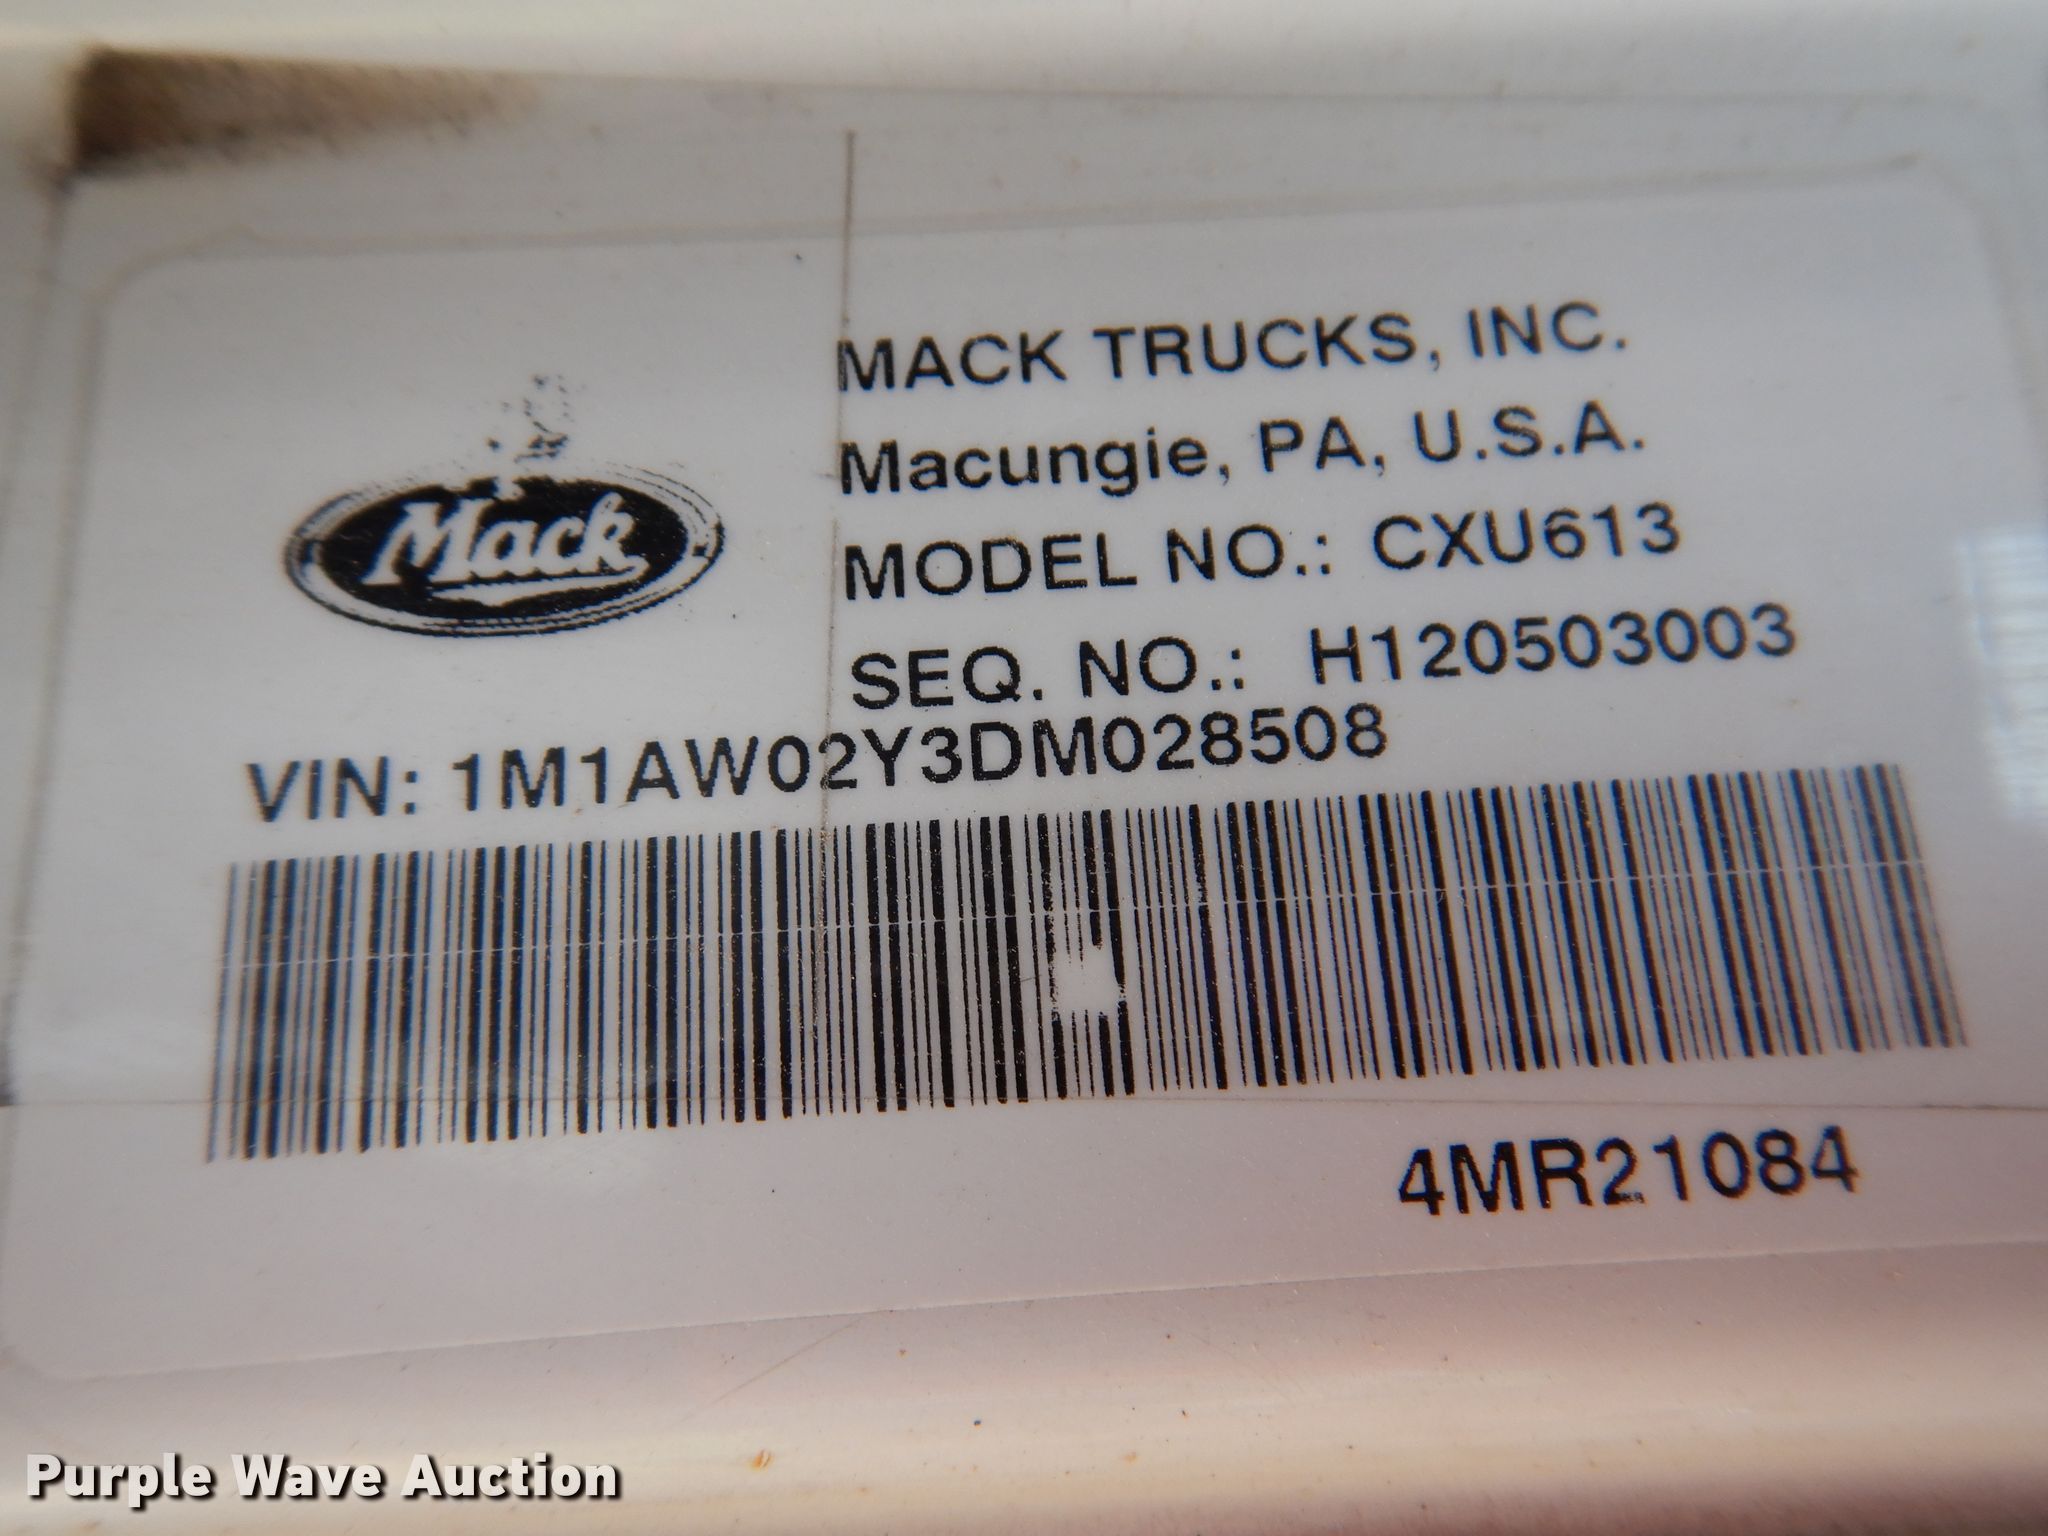 Mack
MACK TRUCKS, INC.
Macungie, PA, U.S.A.
MODEL NO.: CXU613
SEQ. NO.: H120503003
VIN: 1M1AW02Y3DM028508
4MR21084
Purple Wave Auction